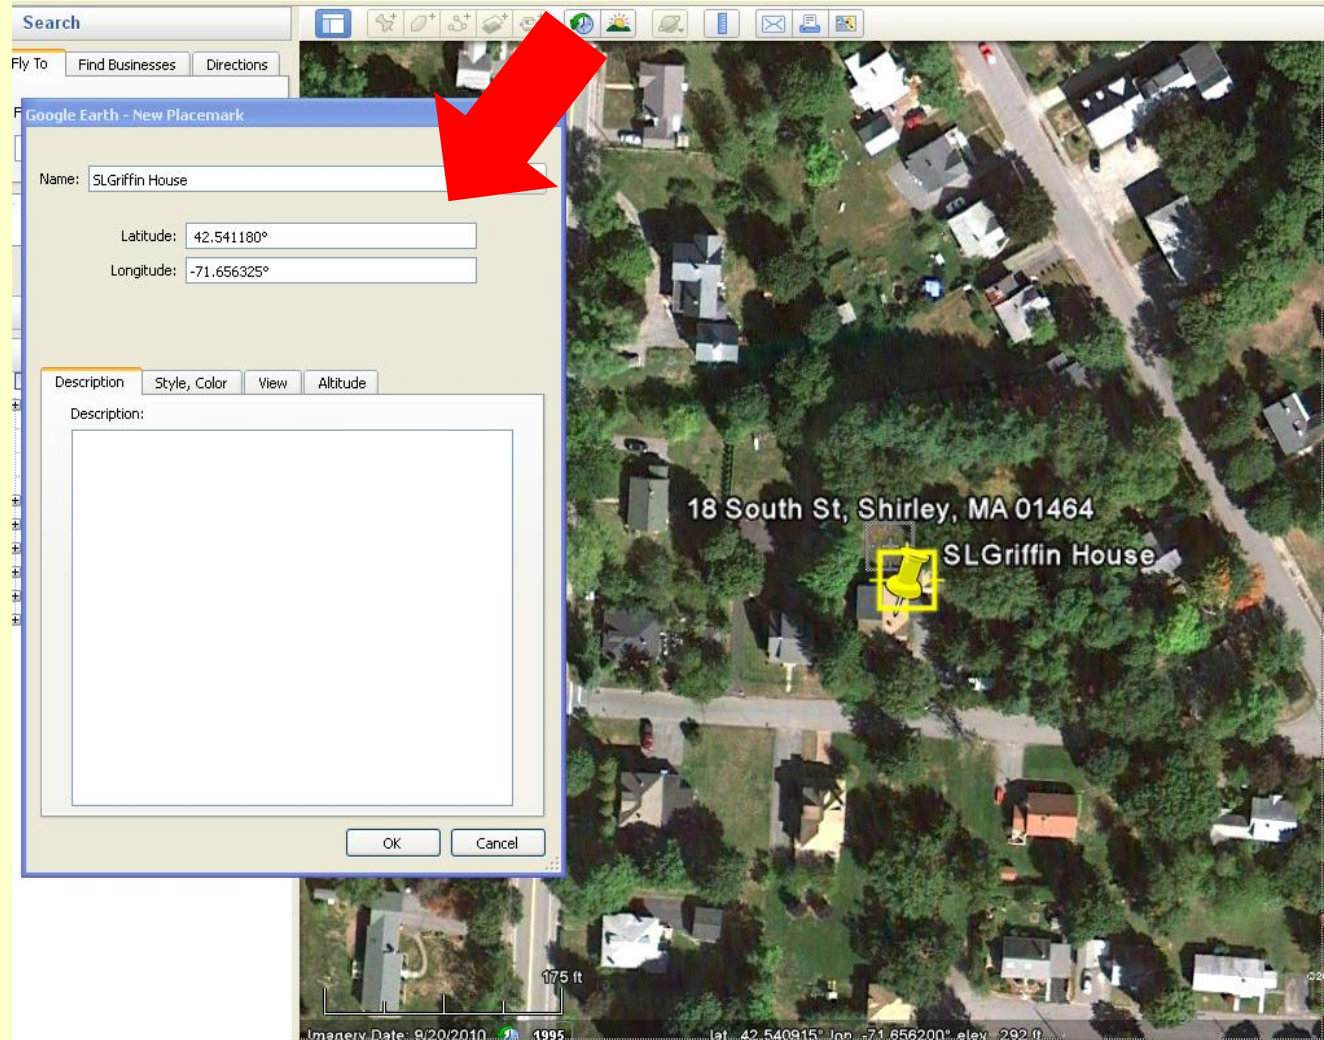 Search
Fly To Find Businesses Directions
Google Earth - New Placemark
Name: SLGriffin House
Latitude: 42.541180°
Longitude: -71.656325°
Description Style, Color View Altitude
Description:
OK Cancel
18 South St, Shirley, MA 01464
SLGriffin House
175 ft
Imagery Date: 9/20/2010 1995 lat 42.540915° lon -71.656200° elev 292 ft